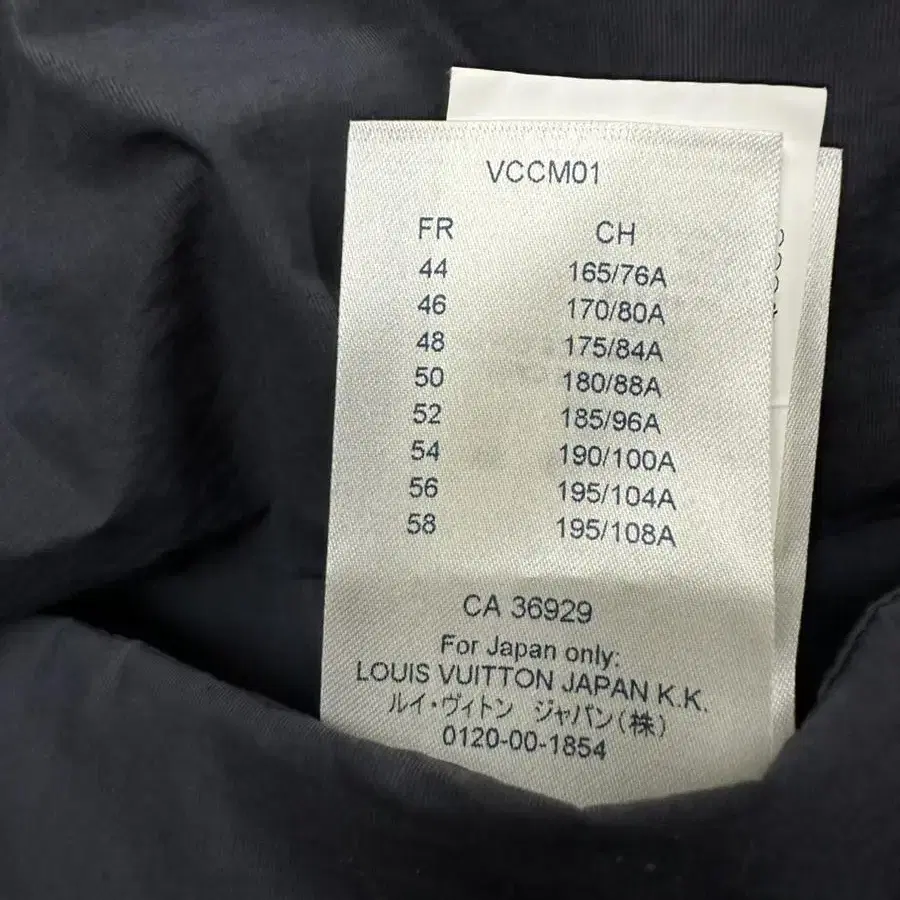 VCCM01
FR CH
44 165/76A
46 170/80A
48 175/84A
50 180/88A
52 185/96A
54 190/100A
56 195/104A
58 195/108A
CA 36929
For Japan only:
LOUIS VUITTON JAPAN K.K.
ルイ・ヴィトン ジャパン(株)
0120-00-1854